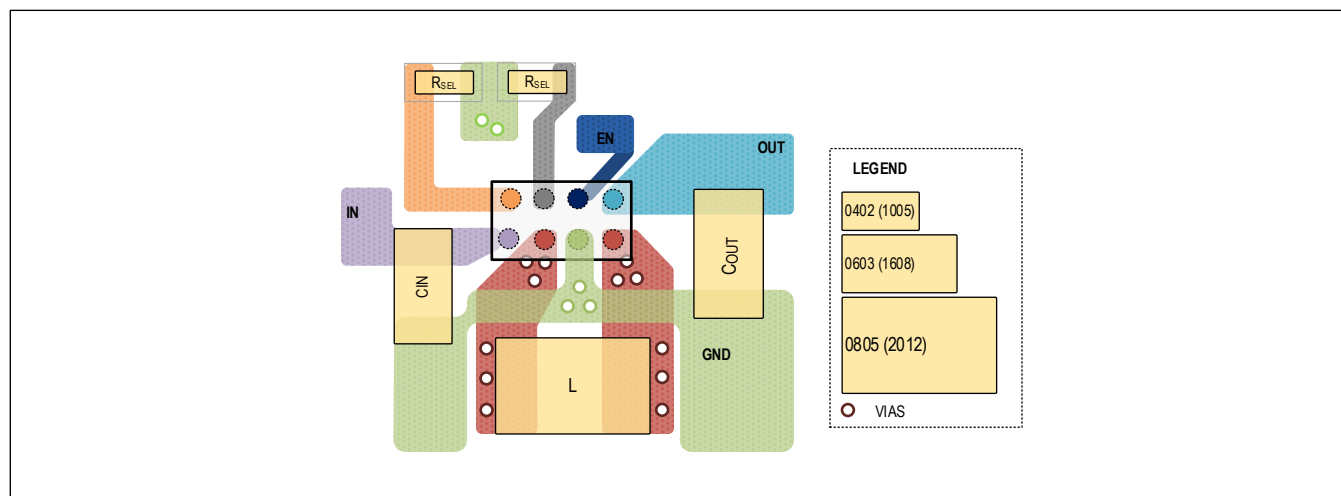 RSEL
RSEL
EN
OUT
IN
CIN
COUT
GND
L
LEGEND
0402 (1005)
0603 (1608)
0805 (2012)
VIAS